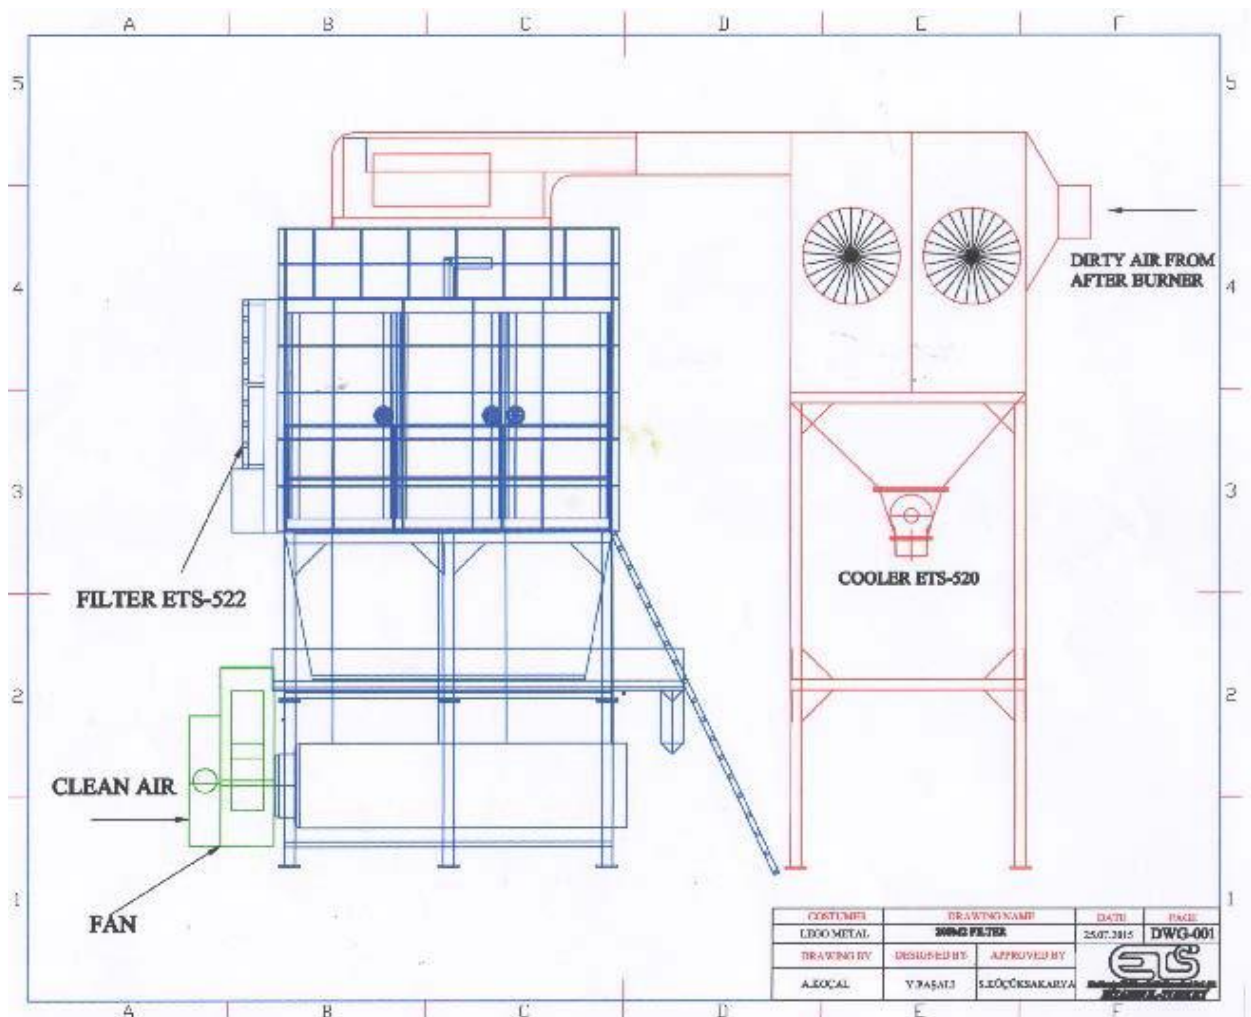 A B C D E F
5 5
DIRTY AIR FROM
AFTER BURNER
4 4
3 3
COOLER ETS-520
FILTER ETS-522
2 2
CLEAN AIR
1 1
FAN
COSTUMER DRAWING NAME DATE PAGE
LEGO METAL 200M2 FILTER 25.07.2015 DWG-001
DRAWING BY DESIGNED BY APPROVED BY
A.KOÇAL Y.PAŞALI S.KÜÇÜKSAKARYA
ETS
A B C D E F